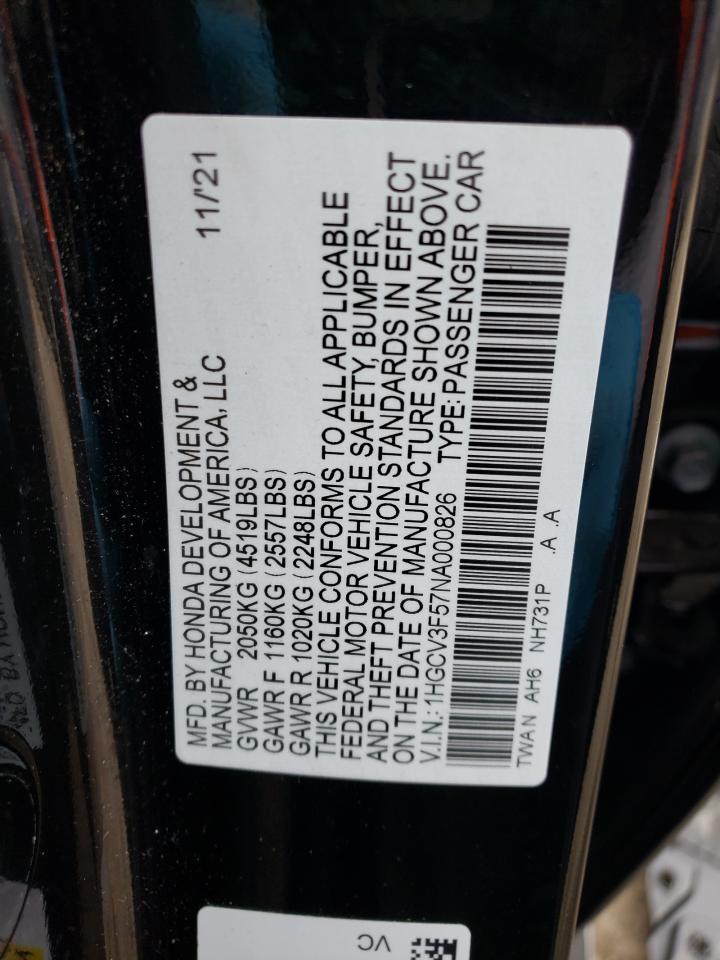 MFD. BY HONDA DEVELOPMENT &
MANUFACTURING OF AMERICA, LLC 11/'21
GVWR 2050KG (4519LBS)
GAWR F 1160KG (2557LBS)
GAWR R 1020KG (2248LBS)
THIS VEHICLE CONFORMS TO ALL APPLICABLE
FEDERAL MOTOR VEHICLE SAFETY, BUMPER,
AND THEFT PREVENTION STANDARDS IN EFFECT
ON THE DATE OF MANUFACTURE SHOWN ABOVE.
V.I.N.: 1HGCV3F57NA000826 TYPE: PASSENGER CAR
TWAN AH6 NH731P .A .A
VC